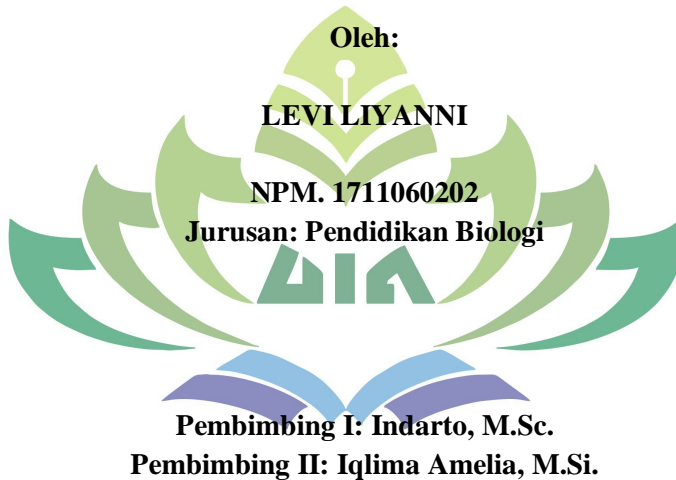 Oleh:
LEVI LIYANNI
NPM. 1711060202
Jurusan: Pendidikan Biologi
UIN
Pembimbing I: Indarto, M.Sc.
Pembimbing II: Iqlima Amelia, M.Si.